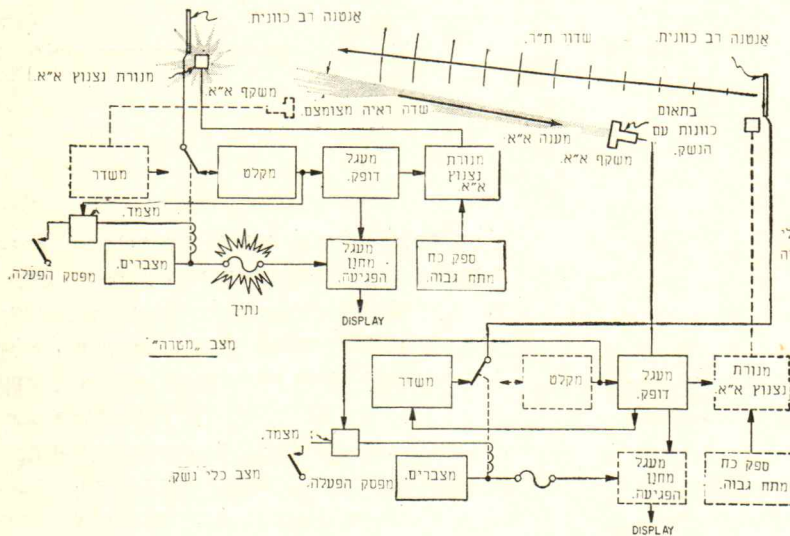 אנטנה רב כוונית.
שדור ת"ר.
אנטנה רב כוונית.
מנורת נצנוץ א"א.
משקף א"א.
שדה ראיה מצומצם.
מענה א"א.
משקף א"א.
בתאום
כוונות עם
הנשק.
משדר
מקלט
מעגל
דופק.
מנורת
נצנוץ
א"א.
מצמד.
מפסק הפעלה.
מצברים.
נתיך
מעגל
מחוון
הפגיעה.
ספק כח
מתח גבוה.
DISPLAY
מצב "מטרה"
משדר
מקלט
מעגל
דופק.
מנורת
נצנוץ א"א.
מצמד.
מפסק הפעלה.
מצב כלי נשק.
מצברים.
מעגל
מחוון
הפגיעה.
ספק כח
מתח גבוה.
DISPLAY